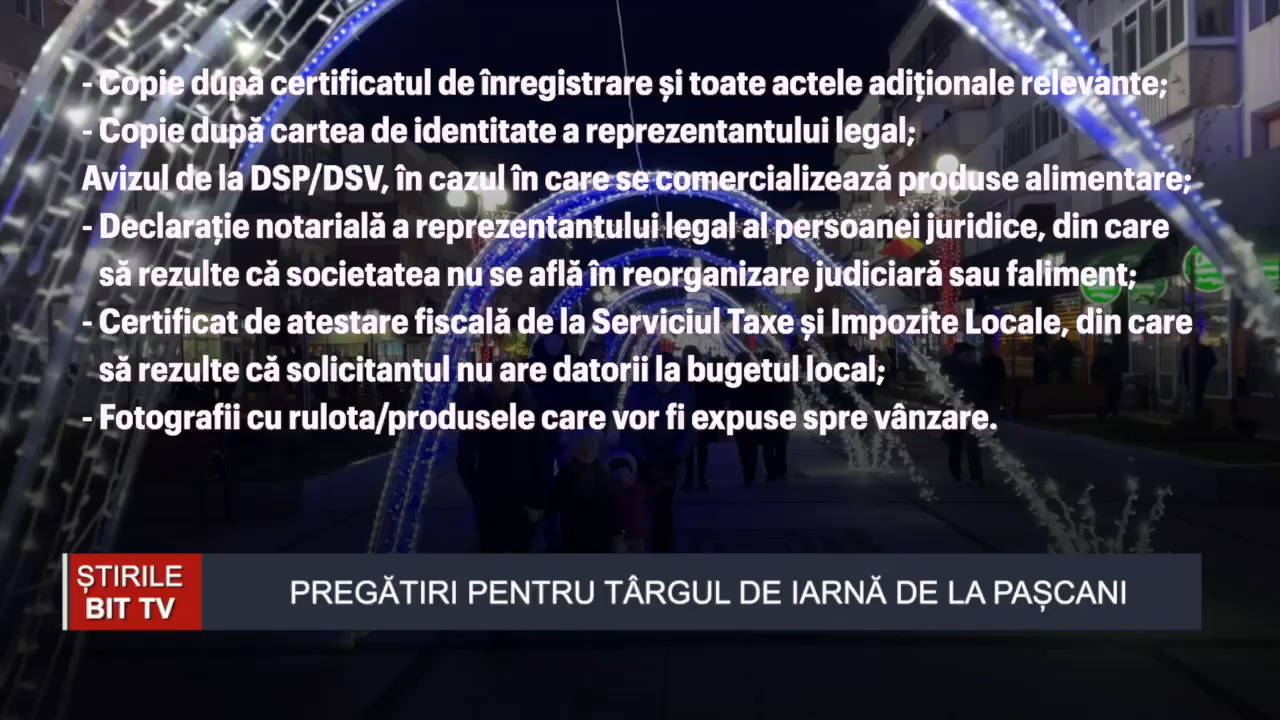 - Copie după certificatul de înregistrare și toate actele adiționale relevante;
- Copie după cartea de identitate a reprezentantului legal;
Avizul de la DSP/DSV, în cazul în care se comercializează produse alimentare;
- Declarație notarială a reprezentantului legal al persoanei juridice, din care
să rezulte că societatea nu se află în reorganizare judiciară sau faliment;
- Certificat de atestare fiscală de la Serviciul Taxe și Impozite Locale, din care
să rezulte că solicitantul nu are datorii la bugetul local;
- Fotografii cu rulota/produsele care vor fi expuse spre vânzare.
ȘTIRILE
BIT TV
PREGĂTIRI PENTRU TÂRGUL DE IARNĂ DE LA PAȘCANI